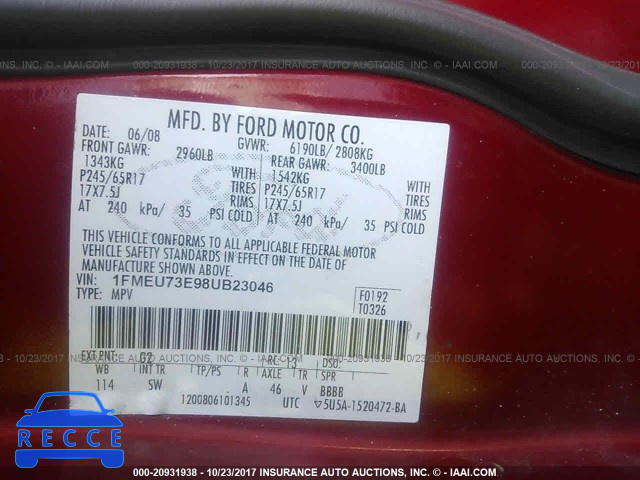 000-20931938 - 10/23/2017 INSURANCE AUTO AUCTIONS, INC. - © IAAI.COM
MFD. BY FORD MOTOR CO.
DATE 06/08 GVWR: 6190LB/ 2808KG
FRONT GAWR: 2960LB REAR GAWR: 3400LB
1343KG WITH 1542KG WITH
P245/65R17 TIRES P245/65R17 TIRES
17X7.5J RIMS 17X7.5J RIMS
AT 240 kPa/ 35 PSI COLD AT 240 kPa/ 35 PSI COLD
THIS VEHICLE CONFORMS TO ALL APPLICABLE FEDERAL MOTOR
VEHICLE SAFETY STANDARDS IN EFFECT ON THE DATE OF
MANUFACTURE SHOWN ABOVE.
VIN: 1FMEU73E98UB23046
TYPE: MPV
F0192
T0326
EXT PNT: G2 RC: 13 DSO:
WB INT TR TP/PS R AXLE TR SPR
114 SW . A 46 V BBBB
1200806101345 UTC ▽5U5A-1520472-BA
RECCE
000-20931938 - 10/23/2017 INSURANCE AUTO AUCTIONS, INC. - © IAAI.COM